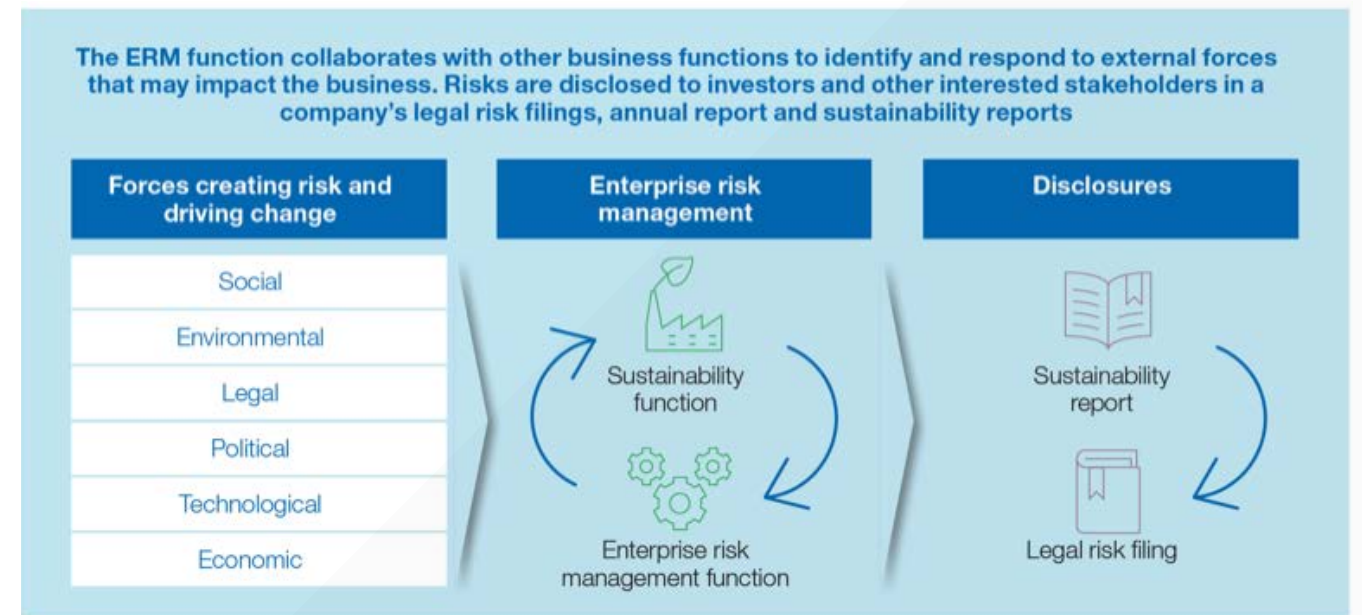 The ERM function collaborates with other business functions to identify and respond to external forces
that may impact the business. Risks are disclosed to investors and other interested stakeholders in a
company's legal risk filings, annual report and sustainability reports
Forces creating risk and
driving change
Social
Environmental
Legal
Political
Technological
Economic
Enterprise risk
management
Sustainability
function
Enterprise risk
management function
Disclosures
Sustainability
report
Legal risk filing